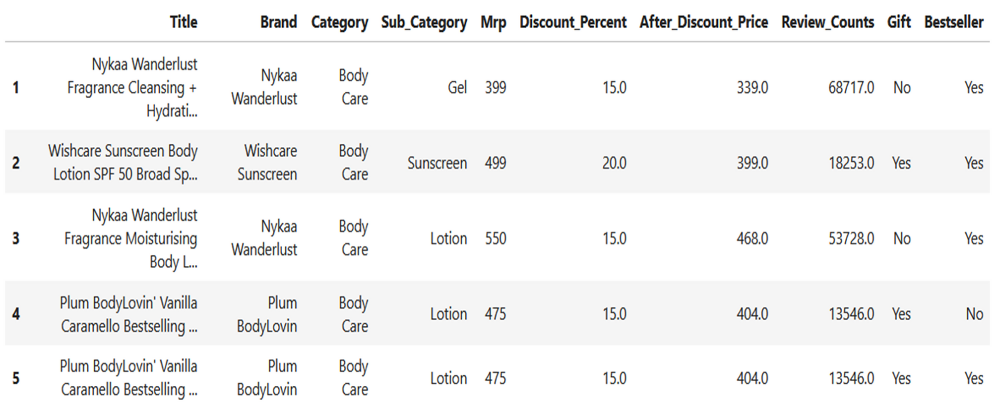 Title Brand Category Sub_Category Mrp Discount_Percent After_Discount_Price Review_Counts Gift Bestseller
1 Nykaa Wanderlust Fragrance Cleansing + Hydrati... Nykaa Wanderlust Body Care Gel 399 15.0 339.0 68717.0 No Yes
2 Wishcare Sunscreen Body Lotion SPF 50 Broad Sp... Wishcare Sunscreen Body Care Sunscreen 499 20.0 399.0 18253.0 Yes Yes
3 Nykaa Wanderlust Fragrance Moisturising Body L... Nykaa Wanderlust Body Care Lotion 550 15.0 468.0 53728.0 No Yes
4 Plum BodyLovin' Vanilla Caramello Bestselling ... Plum BodyLovin Body Care Lotion 475 15.0 404.0 13546.0 Yes No
5 Plum BodyLovin' Vanilla Caramello Bestselling ... Plum BodyLovin Body Care Lotion 475 15.0 404.0 13546.0 Yes Yes